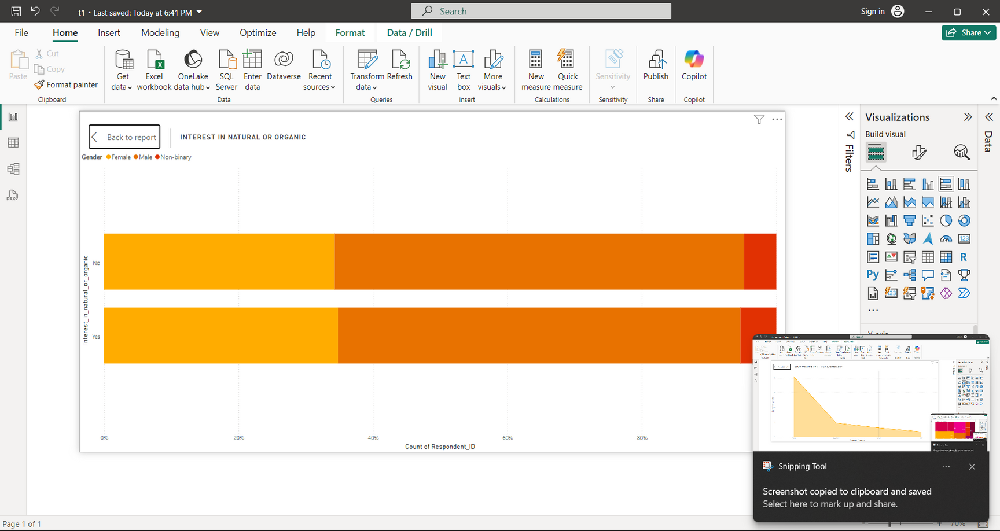 t1 • Last saved: Today at 6:41 PM
Search
Sign in
File Home Insert Modeling View Optimize Help Format Data / Drill
Share
Paste
Cut
Copy
Format painter
Clipboard
Get data
Excel workbook
OneLake data hub
SQL Server
Enter data
Dataverse
Recent sources
Data
Transform data
Refresh
Queries
New visual
Text box
More visuals
Insert
New measure
Quick measure
Calculations
Sensitivity
Sensitivity
Publish
Share
Copilot
Copilot
Back to report
INTEREST IN NATURAL OR ORGANIC
Gender Female Male Non-binary
Interest_in_natural_or_organic
No
Yes
0% 20% 40% 60% 80%
Count of Respondent_ID
Filters
Visualizations
Build visual
Data
123
R
Py
123
DAX
Snipping Tool
Screenshot copied to clipboard and saved
Select here to mark up and share.
Page 1 of 1